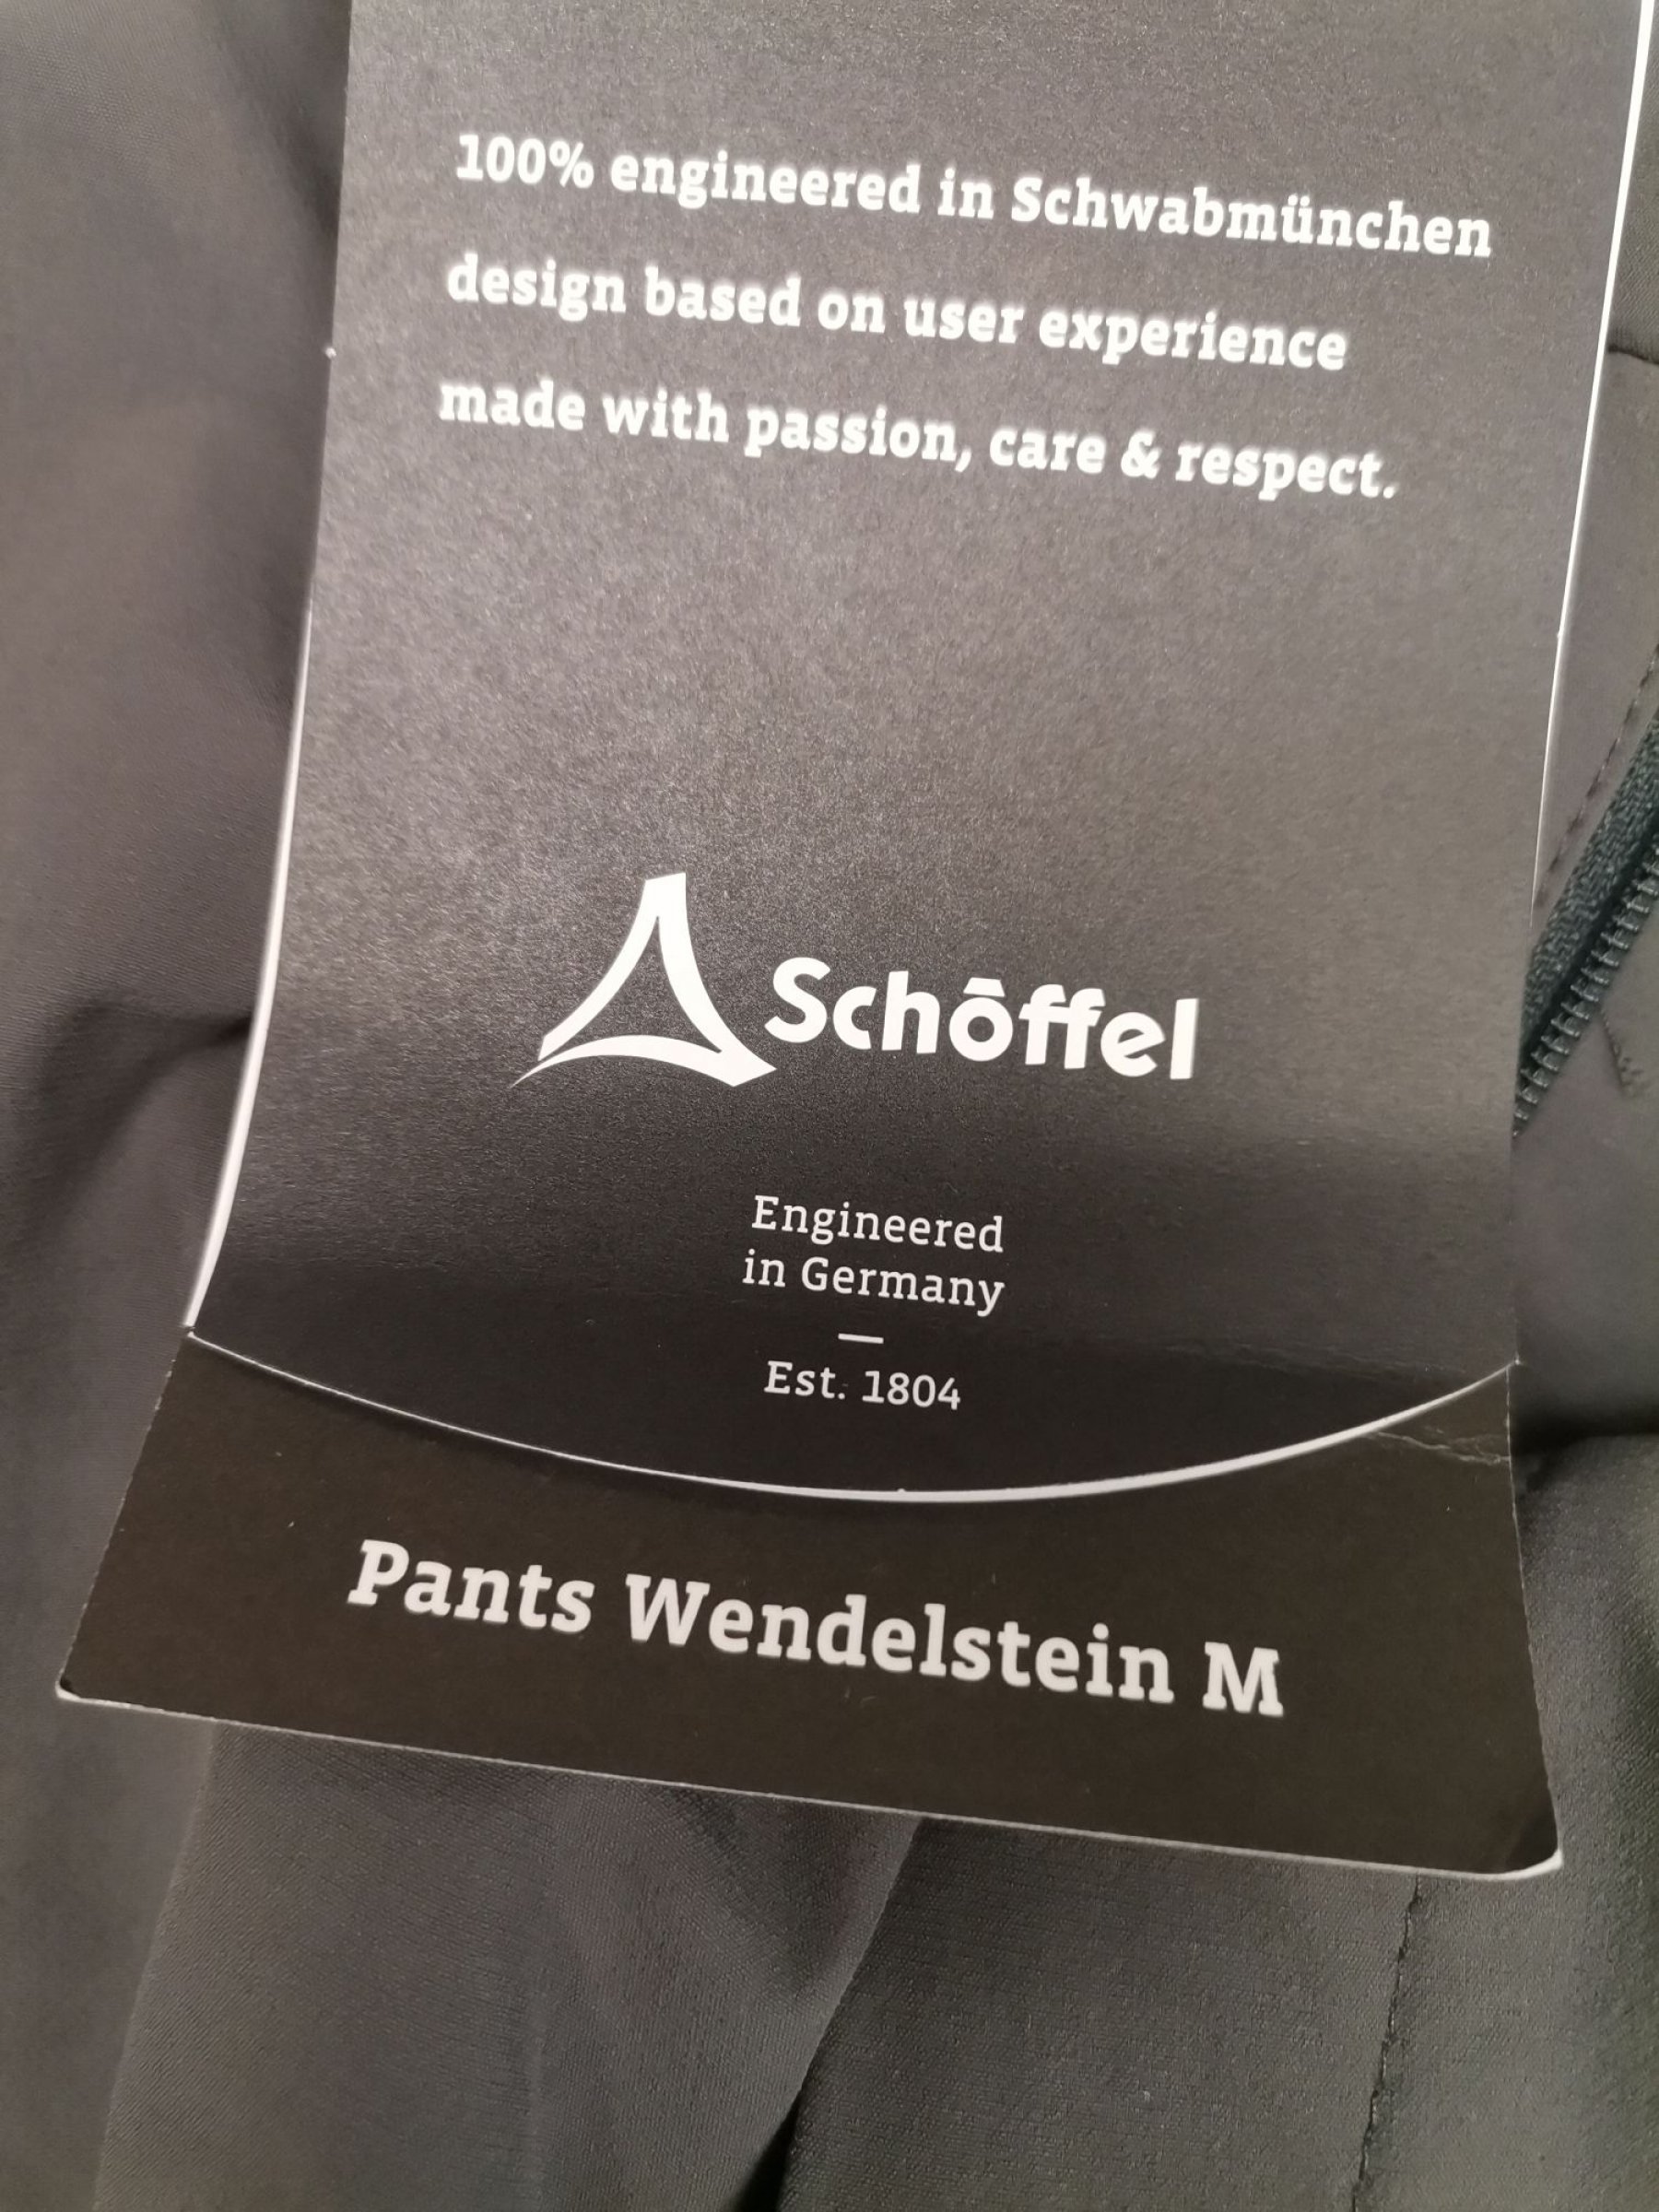 100% engineered in Schwabmünchen
design based on user experience
made with passion, care & respect.
Schöffel
Engineered
in Germany
—
Est. 1804
Pants Wendelstein M